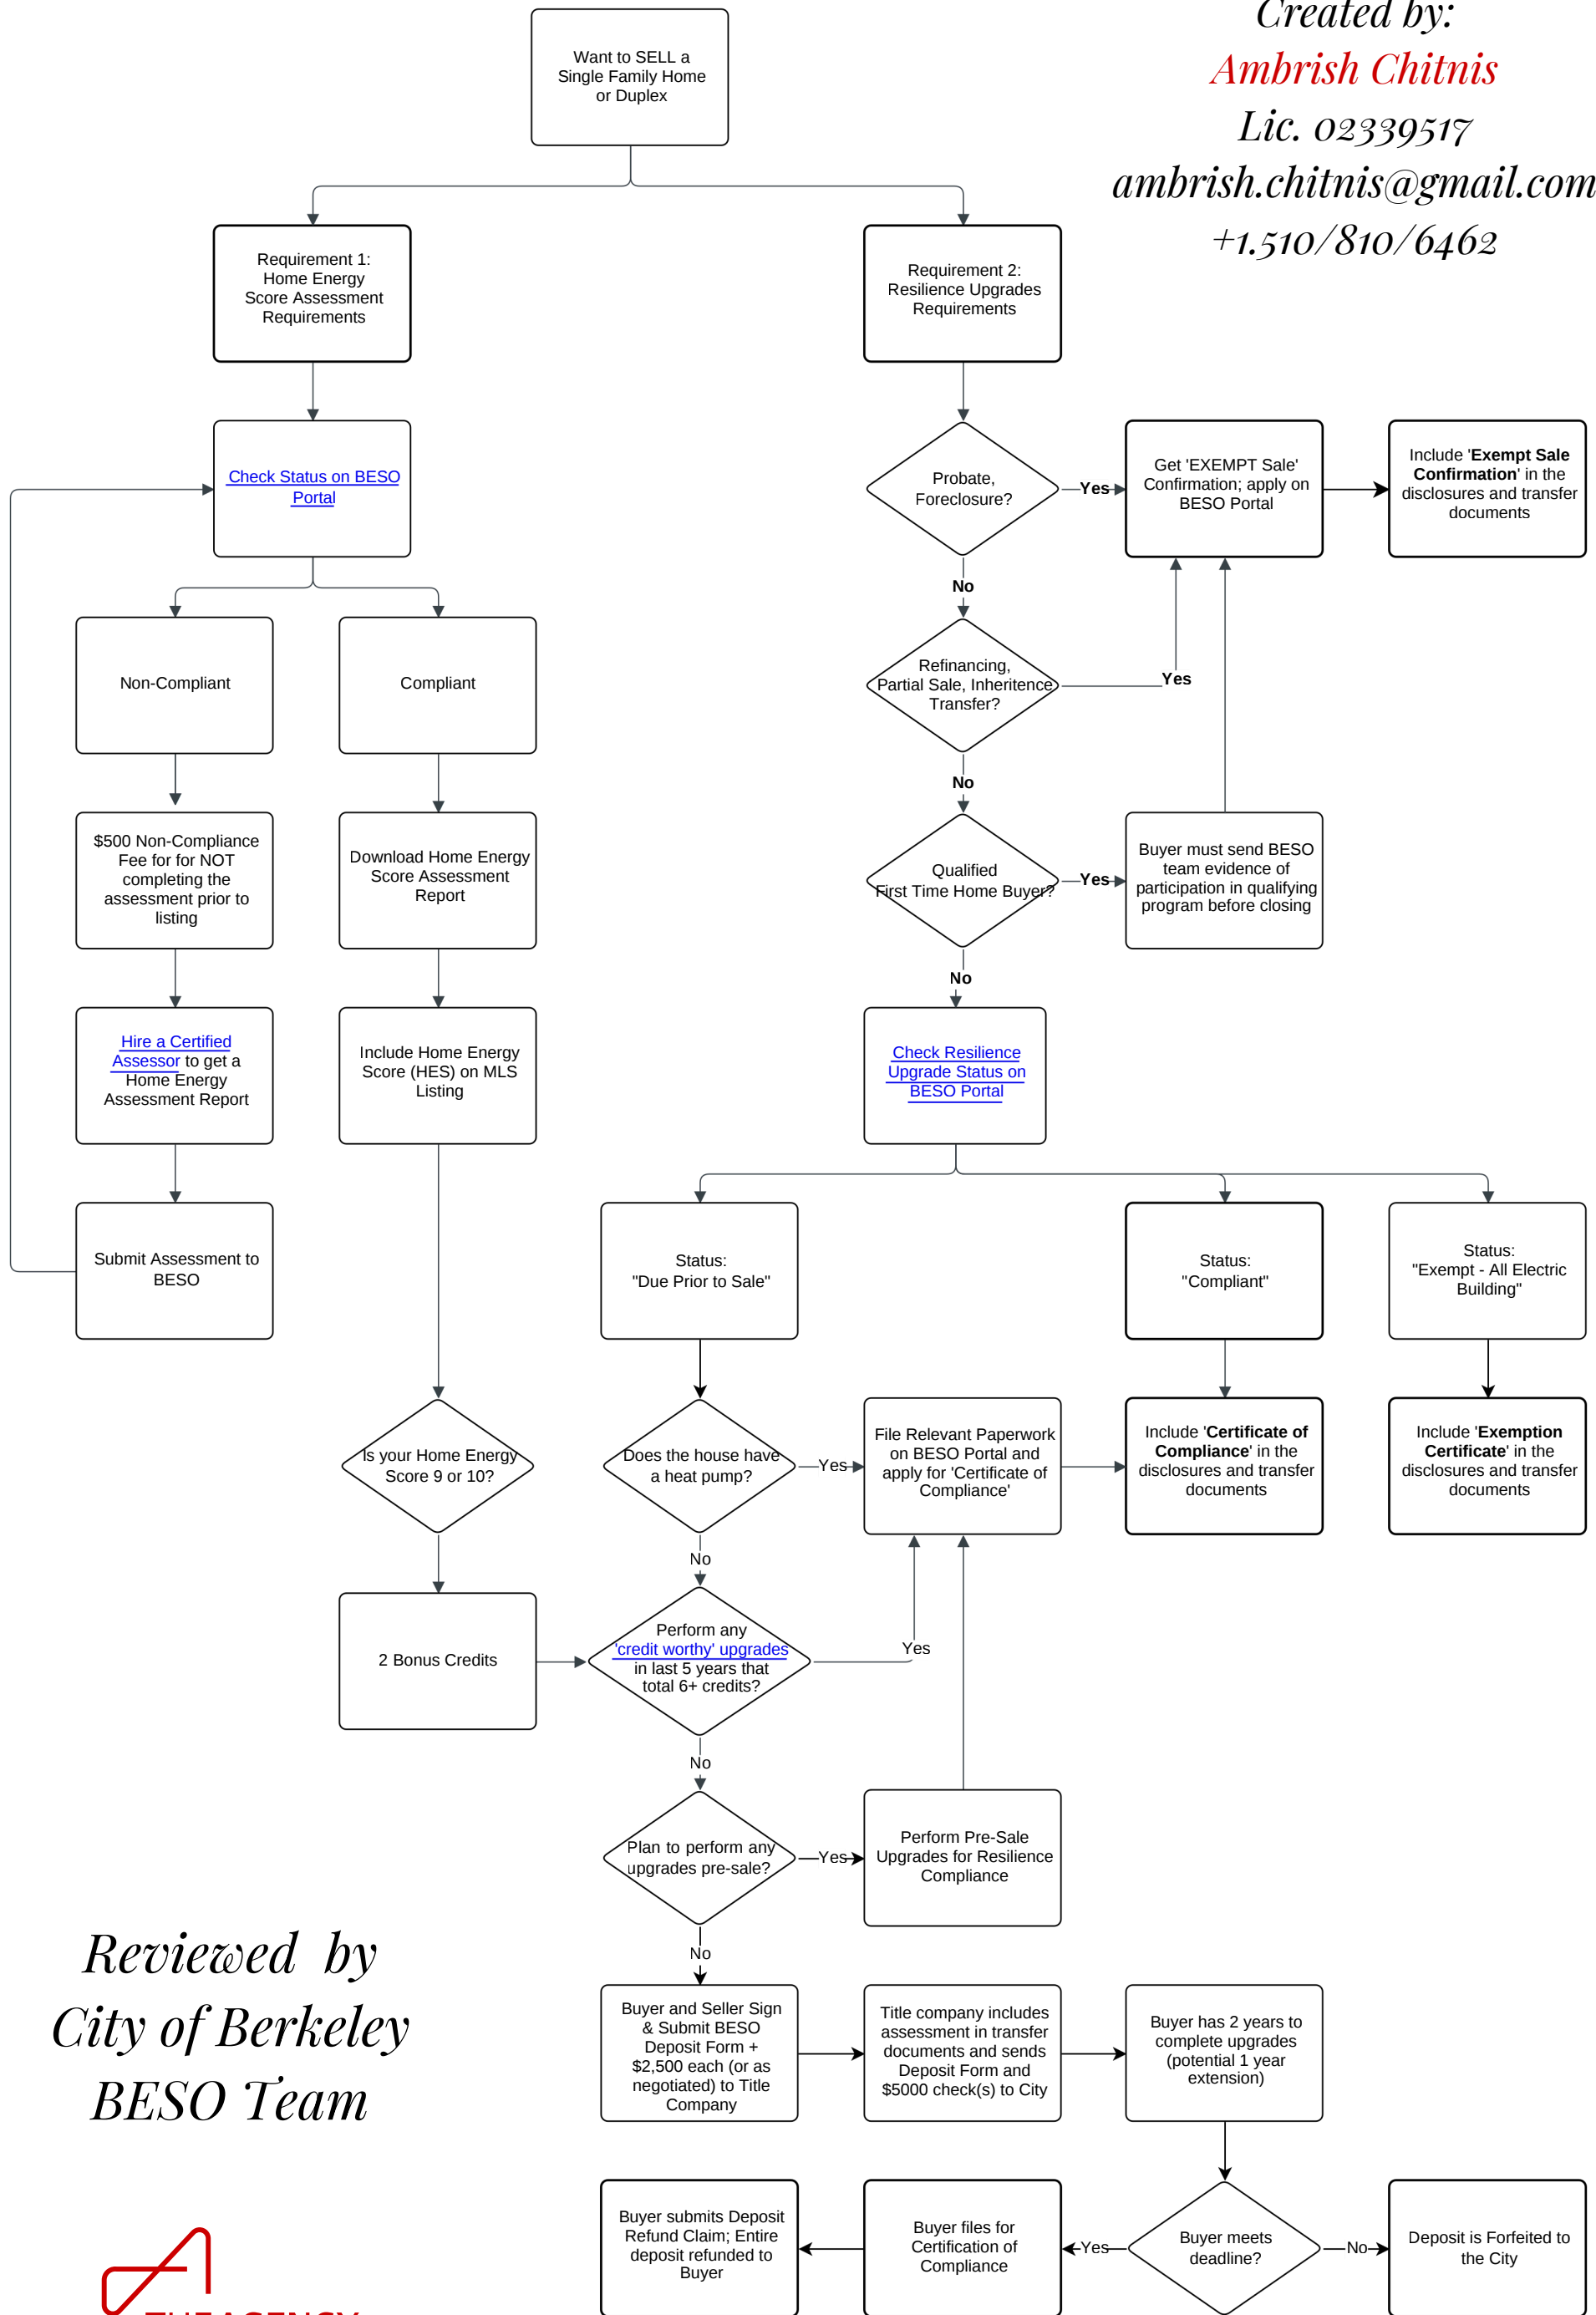 Created by:
Ambrish Chitnis
Lic. 02339517
ambrish.chitnis@gmail.com
+1.510/810/6462
Want to SELL a
Single Family Home
or Duplex
Requirement 1:
Home Energy
Score Assessment
Requirements
Requirement 2:
Resilience Upgrades
Requirements
Check Status on BESO
Portal
Probate,
Foreclosure?
Yes
Get 'EXEMPT Sale'
Confirmation; apply on
BESO Portal
Include 'Exempt Sale
Confirmation' in the
disclosures and transfer
documents
No
Non-Compliant
Compliant
Refinancing,
Partial Sale, Inheritence
Transfer?
Yes
No
$500 Non-Compliance
Fee for for NOT
completing the
assessment prior to
listing
Download Home Energy
Score Assessment
Report
Qualified
First Time Home Buyer?
Yes
Buyer must send BESO
team evidence of
participation in qualifying
program before closing
No
Hire a Certified
Assessor to get a
Home Energy
Assessment Report
Include Home Energy
Score (HES) on MLS
Listing
Check Resilience
Upgrade Status on
BESO Portal
Submit Assessment to
BESO
Status:
"Due Prior to Sale"
Status:
"Compliant"
Status:
"Exempt - All Electric
Building"
Is your Home Energy
Score 9 or 10?
Does the house have
a heat pump?
Yes
File Relevant Paperwork
on BESO Portal and
apply for 'Certificate of
Compliance'
Include 'Certificate of
Compliance' in the
disclosures and transfer
documents
Include 'Exemption
Certificate' in the
disclosures and transfer
documents
No
2 Bonus Credits
Perform any
'credit worthy' upgrades
in last 5 years that
total 6+ credits?
Yes
No
Plan to perform any
upgrades pre-sale?
Yes
Perform Pre-Sale
Upgrades for Resilience
Compliance
No
Reviewed by
City of Berkeley
BESO Team
Buyer and Seller Sign
& Submit BESO
Deposit Form +
$2,500 each (or as
negotiated) to Title
Company
Title company includes
assessment in transfer
documents and sends
Deposit Form and
$5000 check(s) to City
Buyer has 2 years to
complete upgrades
(potential 1 year
extension)
Buyer submits Deposit
Refund Claim; Entire
deposit refunded to
Buyer
Buyer files for
Certification of
Compliance
Yes
Buyer meets
deadline?
No
Deposit is Forfeited to
the City
THE AGENCY